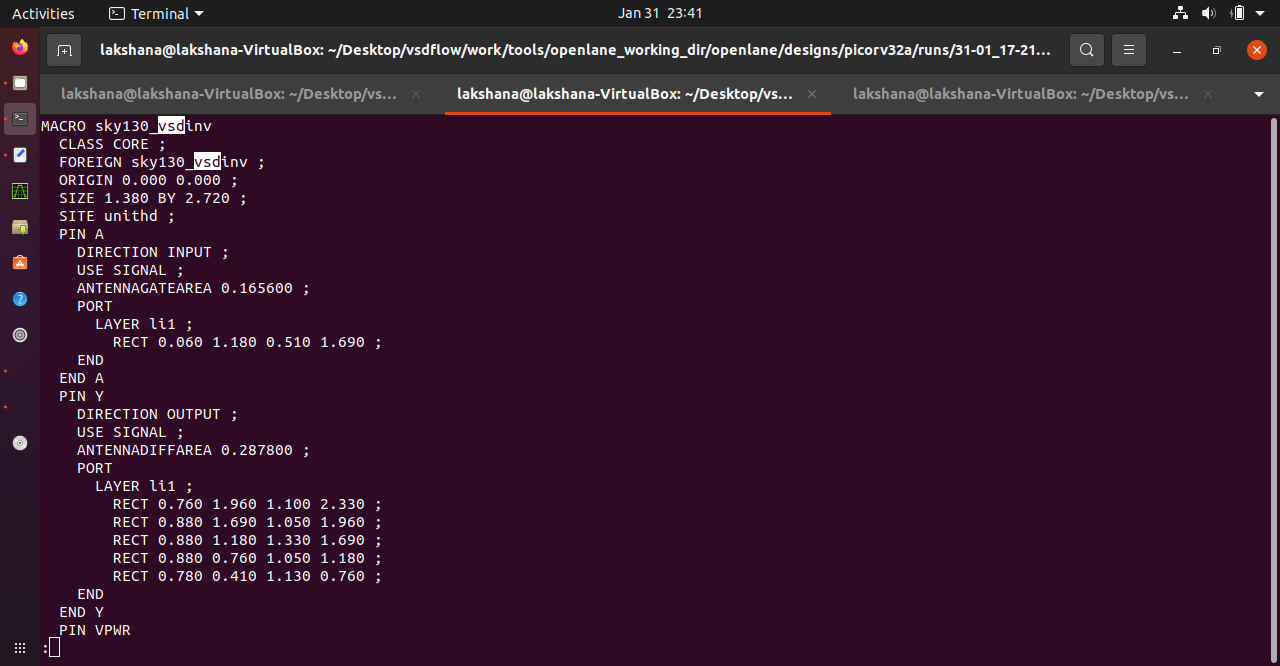 Activities
Terminal
Jan 31 23:41
lakshana@lakshana-VirtualBox: ~/Desktop/vsdflow/work/tools/openlane_working_dir/openlane/designs/picorv32a/runs/31-01_17-21...
lakshana@lakshana-VirtualBox: ~/Desktop/vs...
lakshana@lakshana-VirtualBox: ~/Desktop/vs...
lakshana@lakshana-VirtualBox: ~/Desktop/vs...
MACRO sky130_vsdinv
  CLASS CORE ;
  FOREIGN sky130_vsdinv ;
  ORIGIN 0.000 0.000 ;
  SIZE 1.380 BY 2.720 ;
  SITE unithd ;
  PIN A
    DIRECTION INPUT ;
    USE SIGNAL ;
    ANTENNAGATEAREA 0.165600 ;
    PORT
      LAYER li1 ;
        RECT 0.060 1.180 0.510 1.690 ;
    END
  END A
  PIN Y
    DIRECTION OUTPUT ;
    USE SIGNAL ;
    ANTENNADIFFAREA 0.287800 ;
    PORT
      LAYER li1 ;
        RECT 0.760 1.960 1.100 2.330 ;
        RECT 0.880 1.690 1.050 1.960 ;
        RECT 0.880 1.180 1.330 1.690 ;
        RECT 0.880 0.760 1.050 1.180 ;
        RECT 0.780 0.410 1.130 0.760 ;
    END
  END Y
  PIN VPWR
: